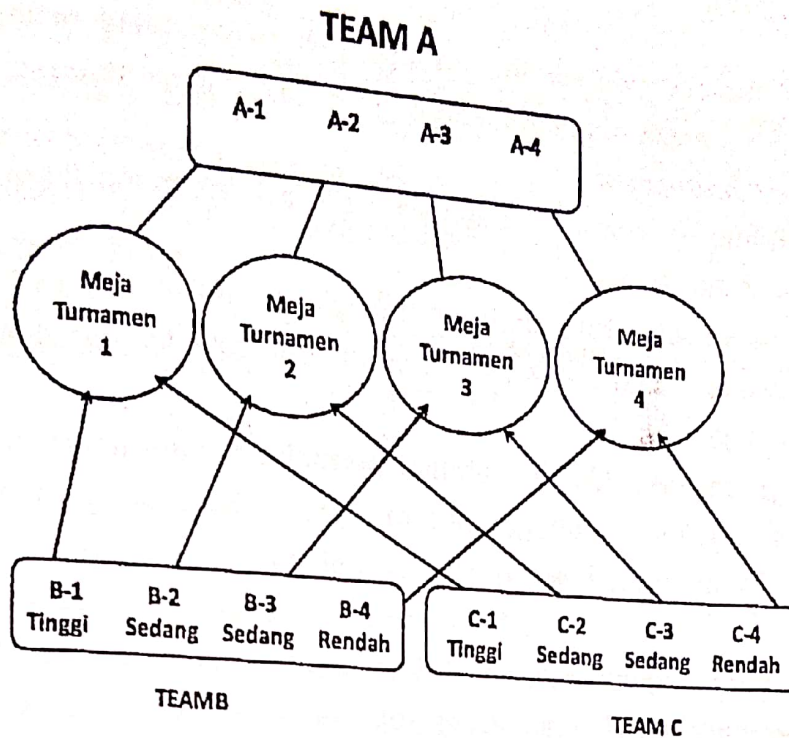 TEAM A
A-1 A-2 A-3 A-4
Meja
Turnamen
1
Meja
Turnamen
2
Meja
Turnamen
3
Meja
Turnamen
4
B-1 B-2 B-3 B-4
Tinggi Sedang Sedang Rendah
C-1 C-2 C-3 C-4
Tinggi Sedang Sedang Rendah
TEAMB
TEAM C